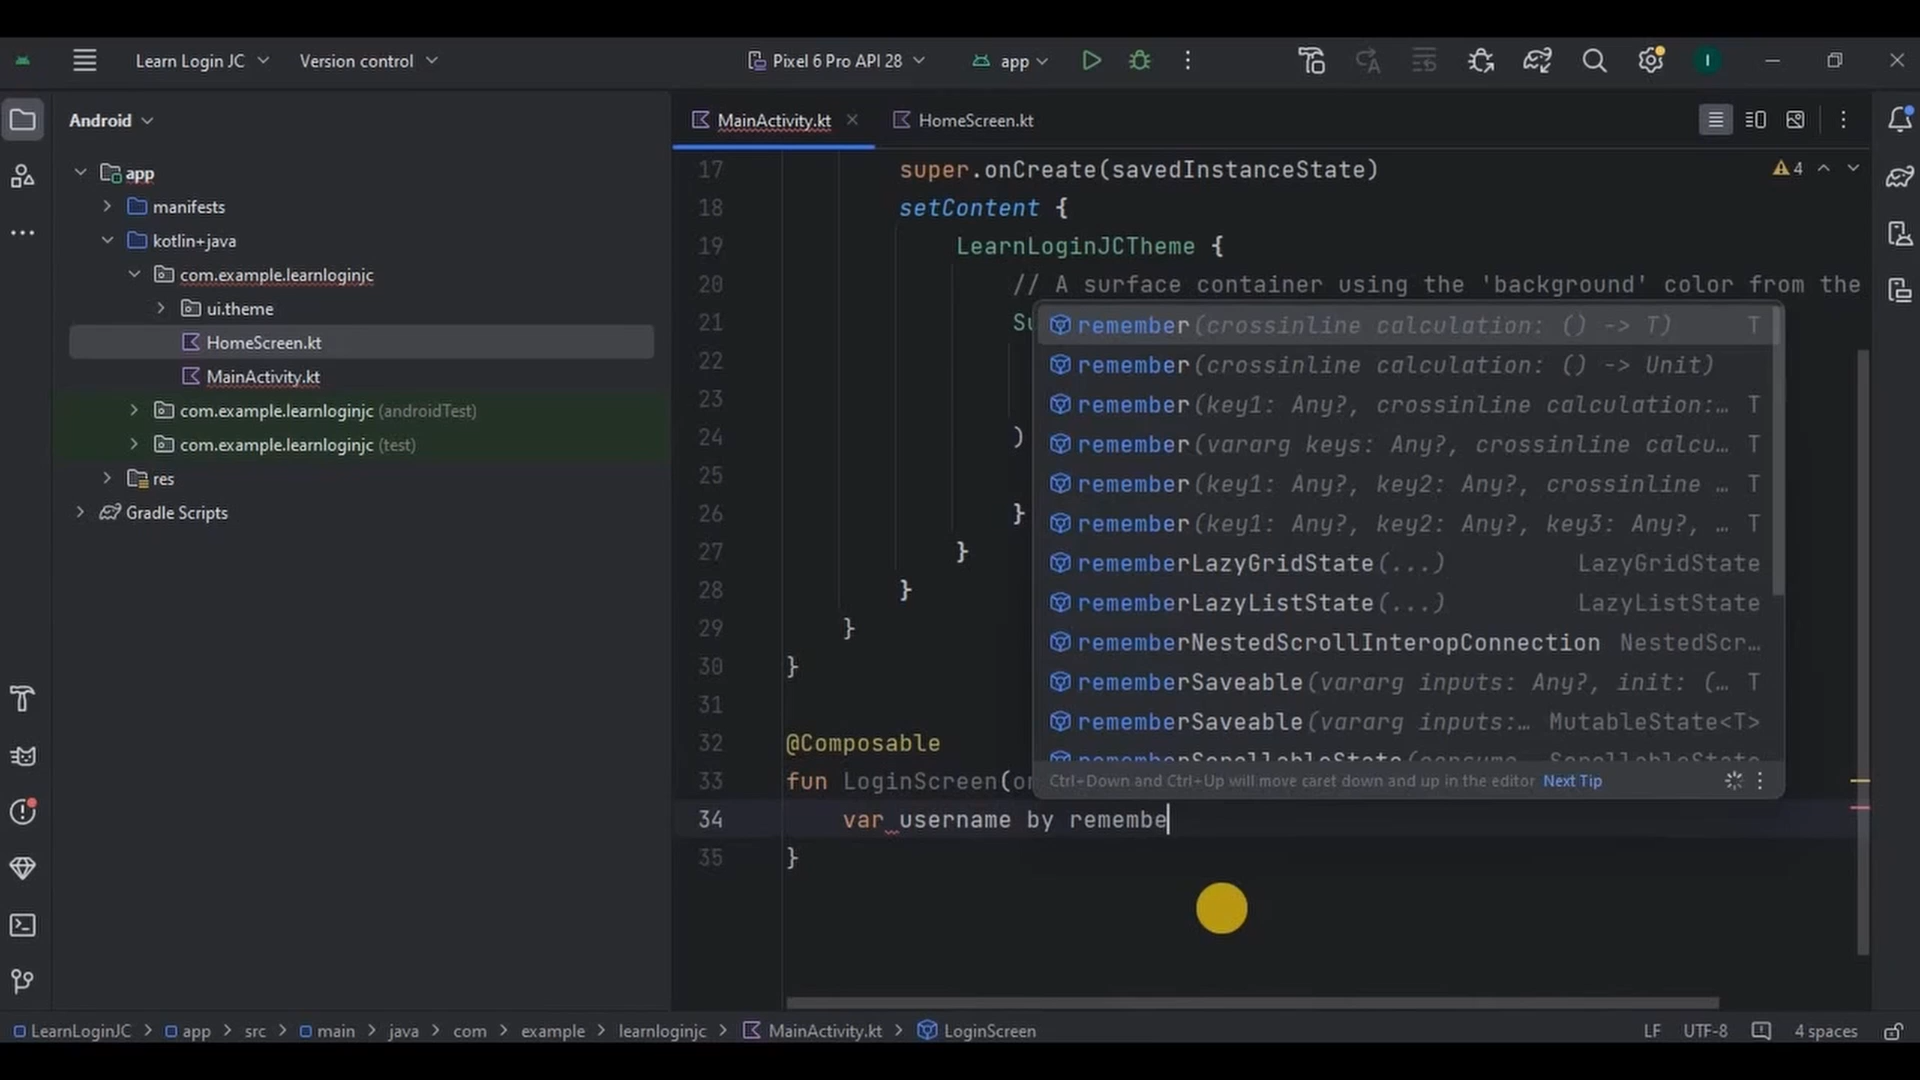 Learn Login JC Version control Pixel 6 Pro API 28 app I
Android
MainActivity.kt HomeScreen.kt
app
manifests
kotlin+java
com.example.learnloginjc
ui.theme
HomeScreen.kt
MainActivity.kt
com.example.learnloginjc (androidTest)
com.example.learnloginjc (test)
res
Gradle Scripts
4
17 super.onCreate(savedInstanceState)
18 setContent {
19 LearnLoginJCTheme {
20 // A surface container using the 'background' color from the
21 Su
22
23
24 )
25
26 }
27 }
28 }
29 }
30 }
31
32 @Composable
33 fun LoginScreen(on
34 var username by remembe
35 }
remember(crossinline calculation: () -> T) T
remember(crossinline calculation: () -> Unit)
remember(key1: Any?, crossinline calculation:… T
remember(vararg keys: Any?, crossinline calcu… T
remember(key1: Any?, key2: Any?, crossinline … T
remember(key1: Any?, key2: Any?, key3: Any?, … T
rememberLazyGridState(...) LazyGridState
rememberLazyListState(...) LazyListState
rememberNestedScrollInteropConnection NestedScr…
rememberSaveable(vararg inputs: Any?, init: (… T
rememberSaveable(vararg inputs:… MutableState<T>
Ctrl+Down and Ctrl+Up will move caret down and up in the editor Next Tip
LearnLoginJC > app > src > main > java > com > example > learnloginjc > MainActivity.kt > LoginScreen LF UTF-8 4 spaces